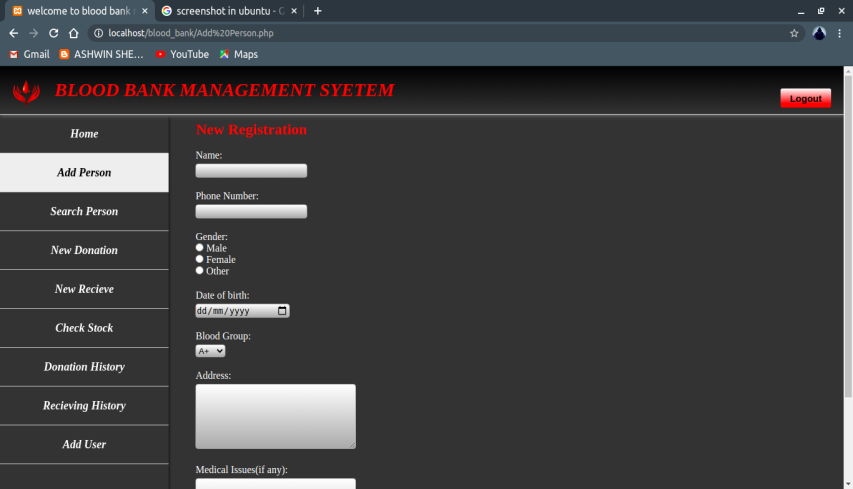 welcome to blood bank
screenshot in ubuntu - G
localhost/blood_bank/Add%20Person.php
Gmail
ASHWIN SHE...
YouTube
Maps
BLOOD BANK MANAGEMENT SYETEM
Logout
Home
Add Person
Search Person
New Donation
New Recieve
Check Stock
Donation History
Recieving History
Add User
New Registration
Name:
Phone Number:
Gender:
Male
Female
Other
Date of birth:
dd/mm/yyyy
Blood Group:
A+
Address:
Medical Issues(if any):